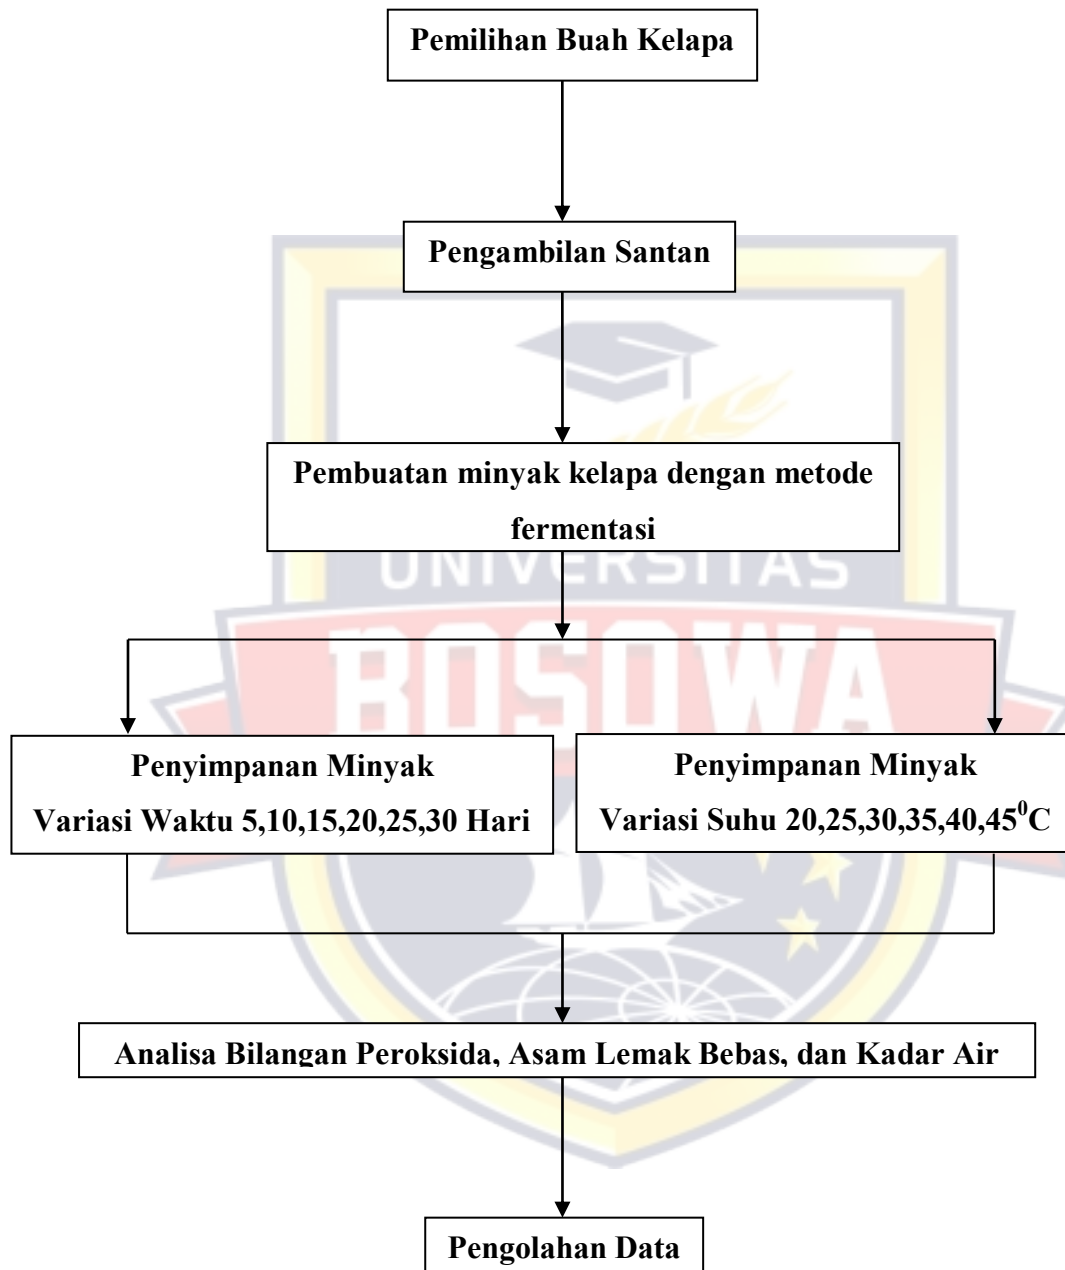 Pemilihan Buah Kelapa
Pengambilan Santan
Pembuatan minyak kelapa dengan metode
fermentasi
UNIVERSITAS
BOSOWA
Penyimpanan Minyak
Variasi Waktu 5,10,15,20,25,30 Hari
Penyimpanan Minyak
Variasi Suhu 20,25,30,35,40,45⁰C
Analisa Bilangan Peroksida, Asam Lemak Bebas, dan Kadar Air
Pengolahan Data